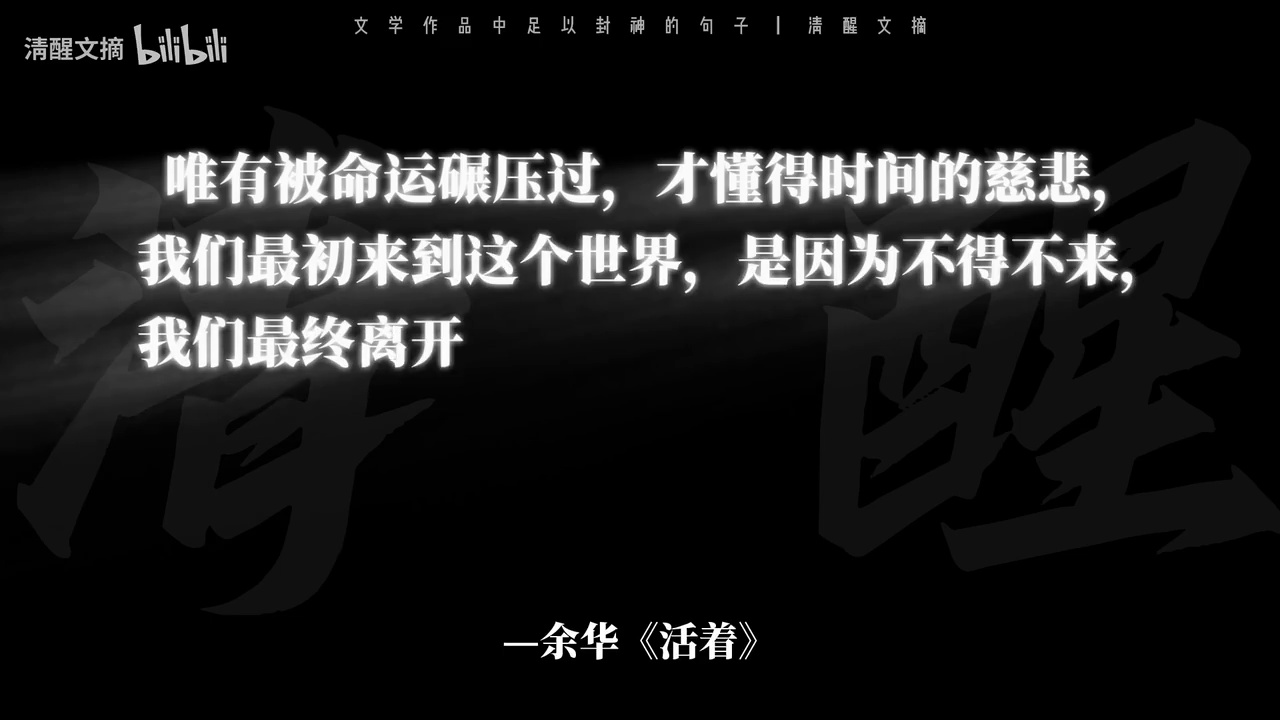 文学作品中足以封神的句子 | 清醒文摘
清醒文摘 bilibili
唯有被命运碾压过，才懂得时间的慈悲，
我们最初来到这个世界，是因为不得不来，
我们最终离开
—余华《活着》
清醒